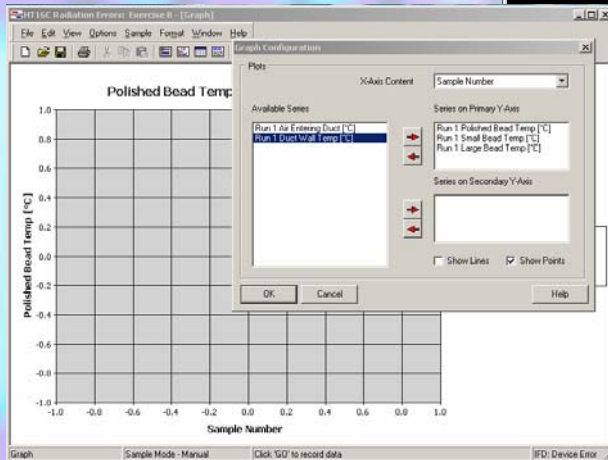 HT16C Radiation Errors: Exercise B - [Graph]
File Edit View Options Sample Format Window Help
Graph Configuration
Plots
X-Axis Content
Sample Number
Available Series
Run 1 Air Entering Duct [°C]
Run 1 Duct Wall Temp [°C]
Series on Primary Y-Axis
Run 1 Polished Bead Temp [°C]
Run 1 Small Bead Temp [°C]
Run 1 Large Bead Temp [°C]
Series on Secondary Y-Axis
Show Lines
Show Points
OK
Cancel
Help
Polished Bead Temp
Polished Bead Temp [°C]
1.0
0.8
0.6
0.4
0.2
0.0
-0.2
-0.4
-0.6
-0.8
-1.0
-1.0 -0.8 -0.6 -0.4 -0.2 0.0 0.2 0.4 0.6 0.8 1.0
Sample Number
Graph
Sample Mode - Manual
Click 'GO' to record data
IFD: Device Error